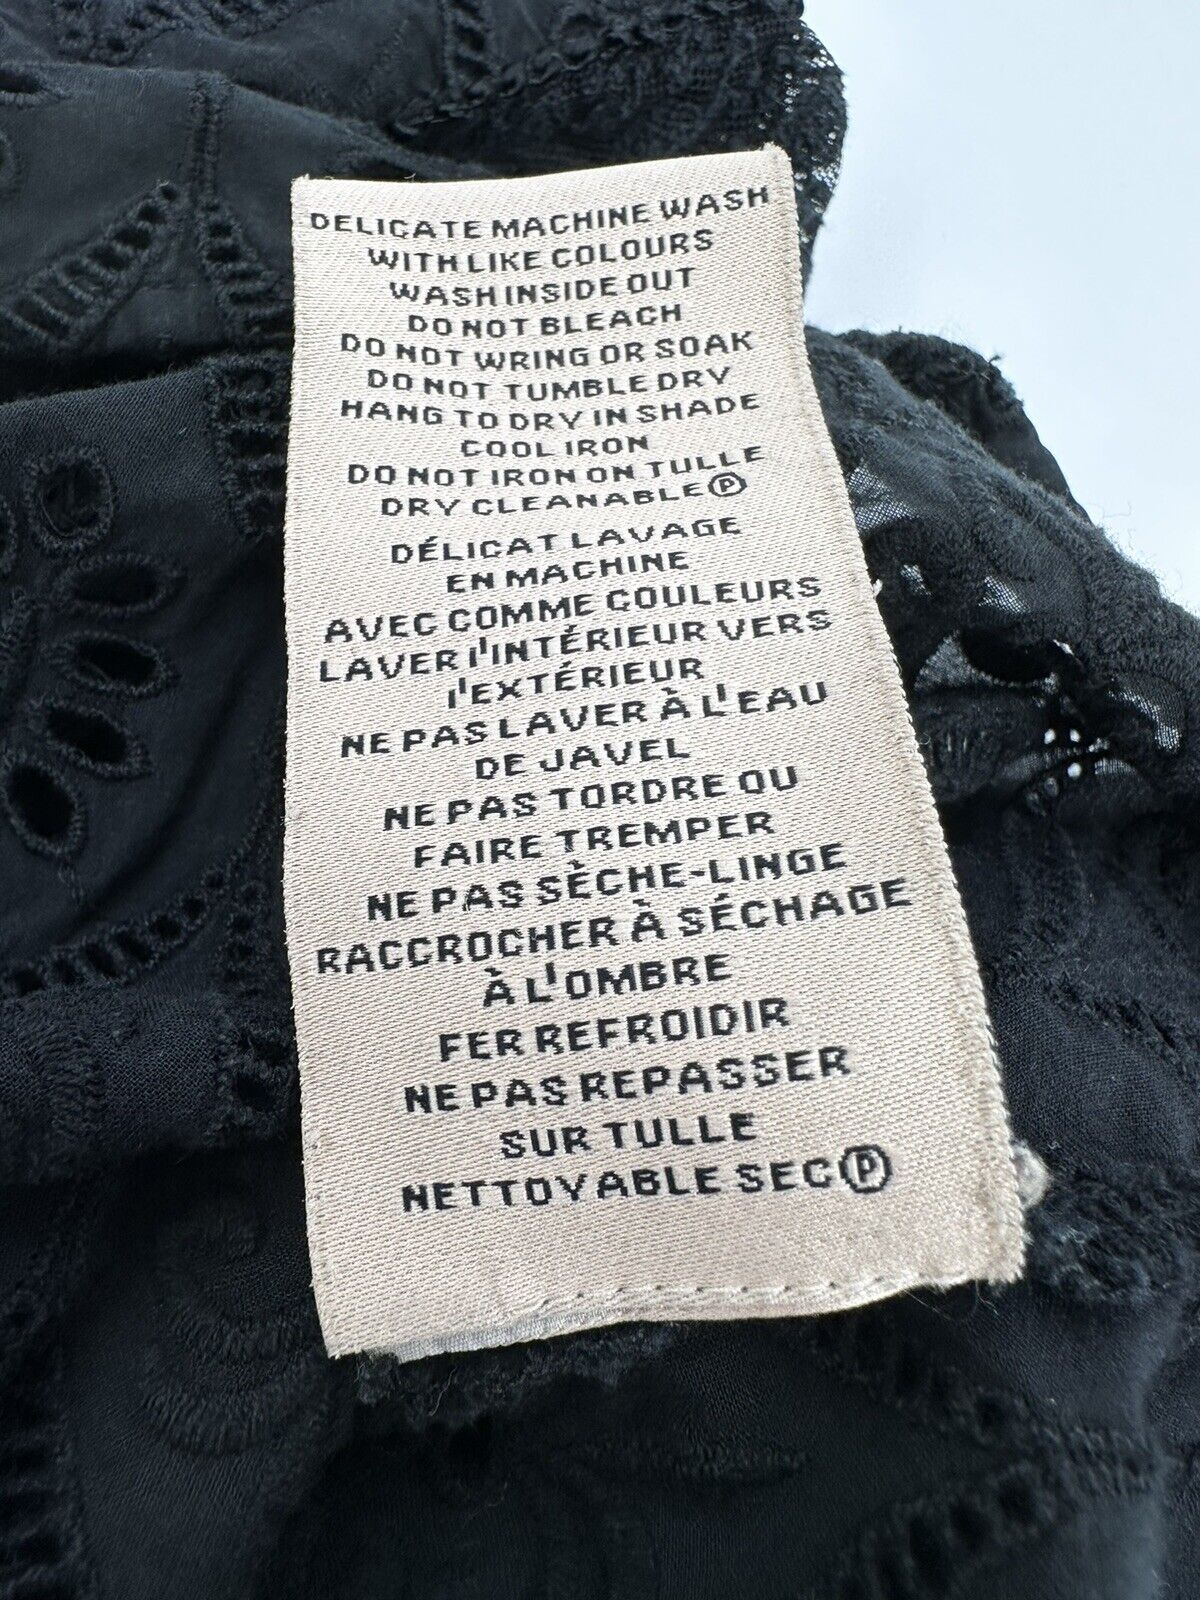 DELICATE MACHINE WASH
WITH LIKE COLOURS
WASH INSIDE OUT
DO NOT BLEACH
DO NOT WRING OR SOAK
DO NOT TUMBLE DRY
HANG TO DRY IN SHADE
COOL IRON
DO NOT IRON ON TULLE
DRY CLEANABLE Ⓟ
DÉLICAT LAVAGE
EN MACHINE
AVEC COMME COULEURS
LAVER l'INTÉRIEUR VERS
l'EXTÉRIEUR
NE PAS LAVER À L'EAU
DE JAVEL
NE PAS TORDRE OU
FAIRE TREMPER
NE PAS SÈCHE-LINGE
RACCROCHER À SÉCHAGE
À L'OMBRE
FER REFROIDIR
NE PAS REPASSER
SUR TULLE
NETTOYABLE SEC Ⓟ